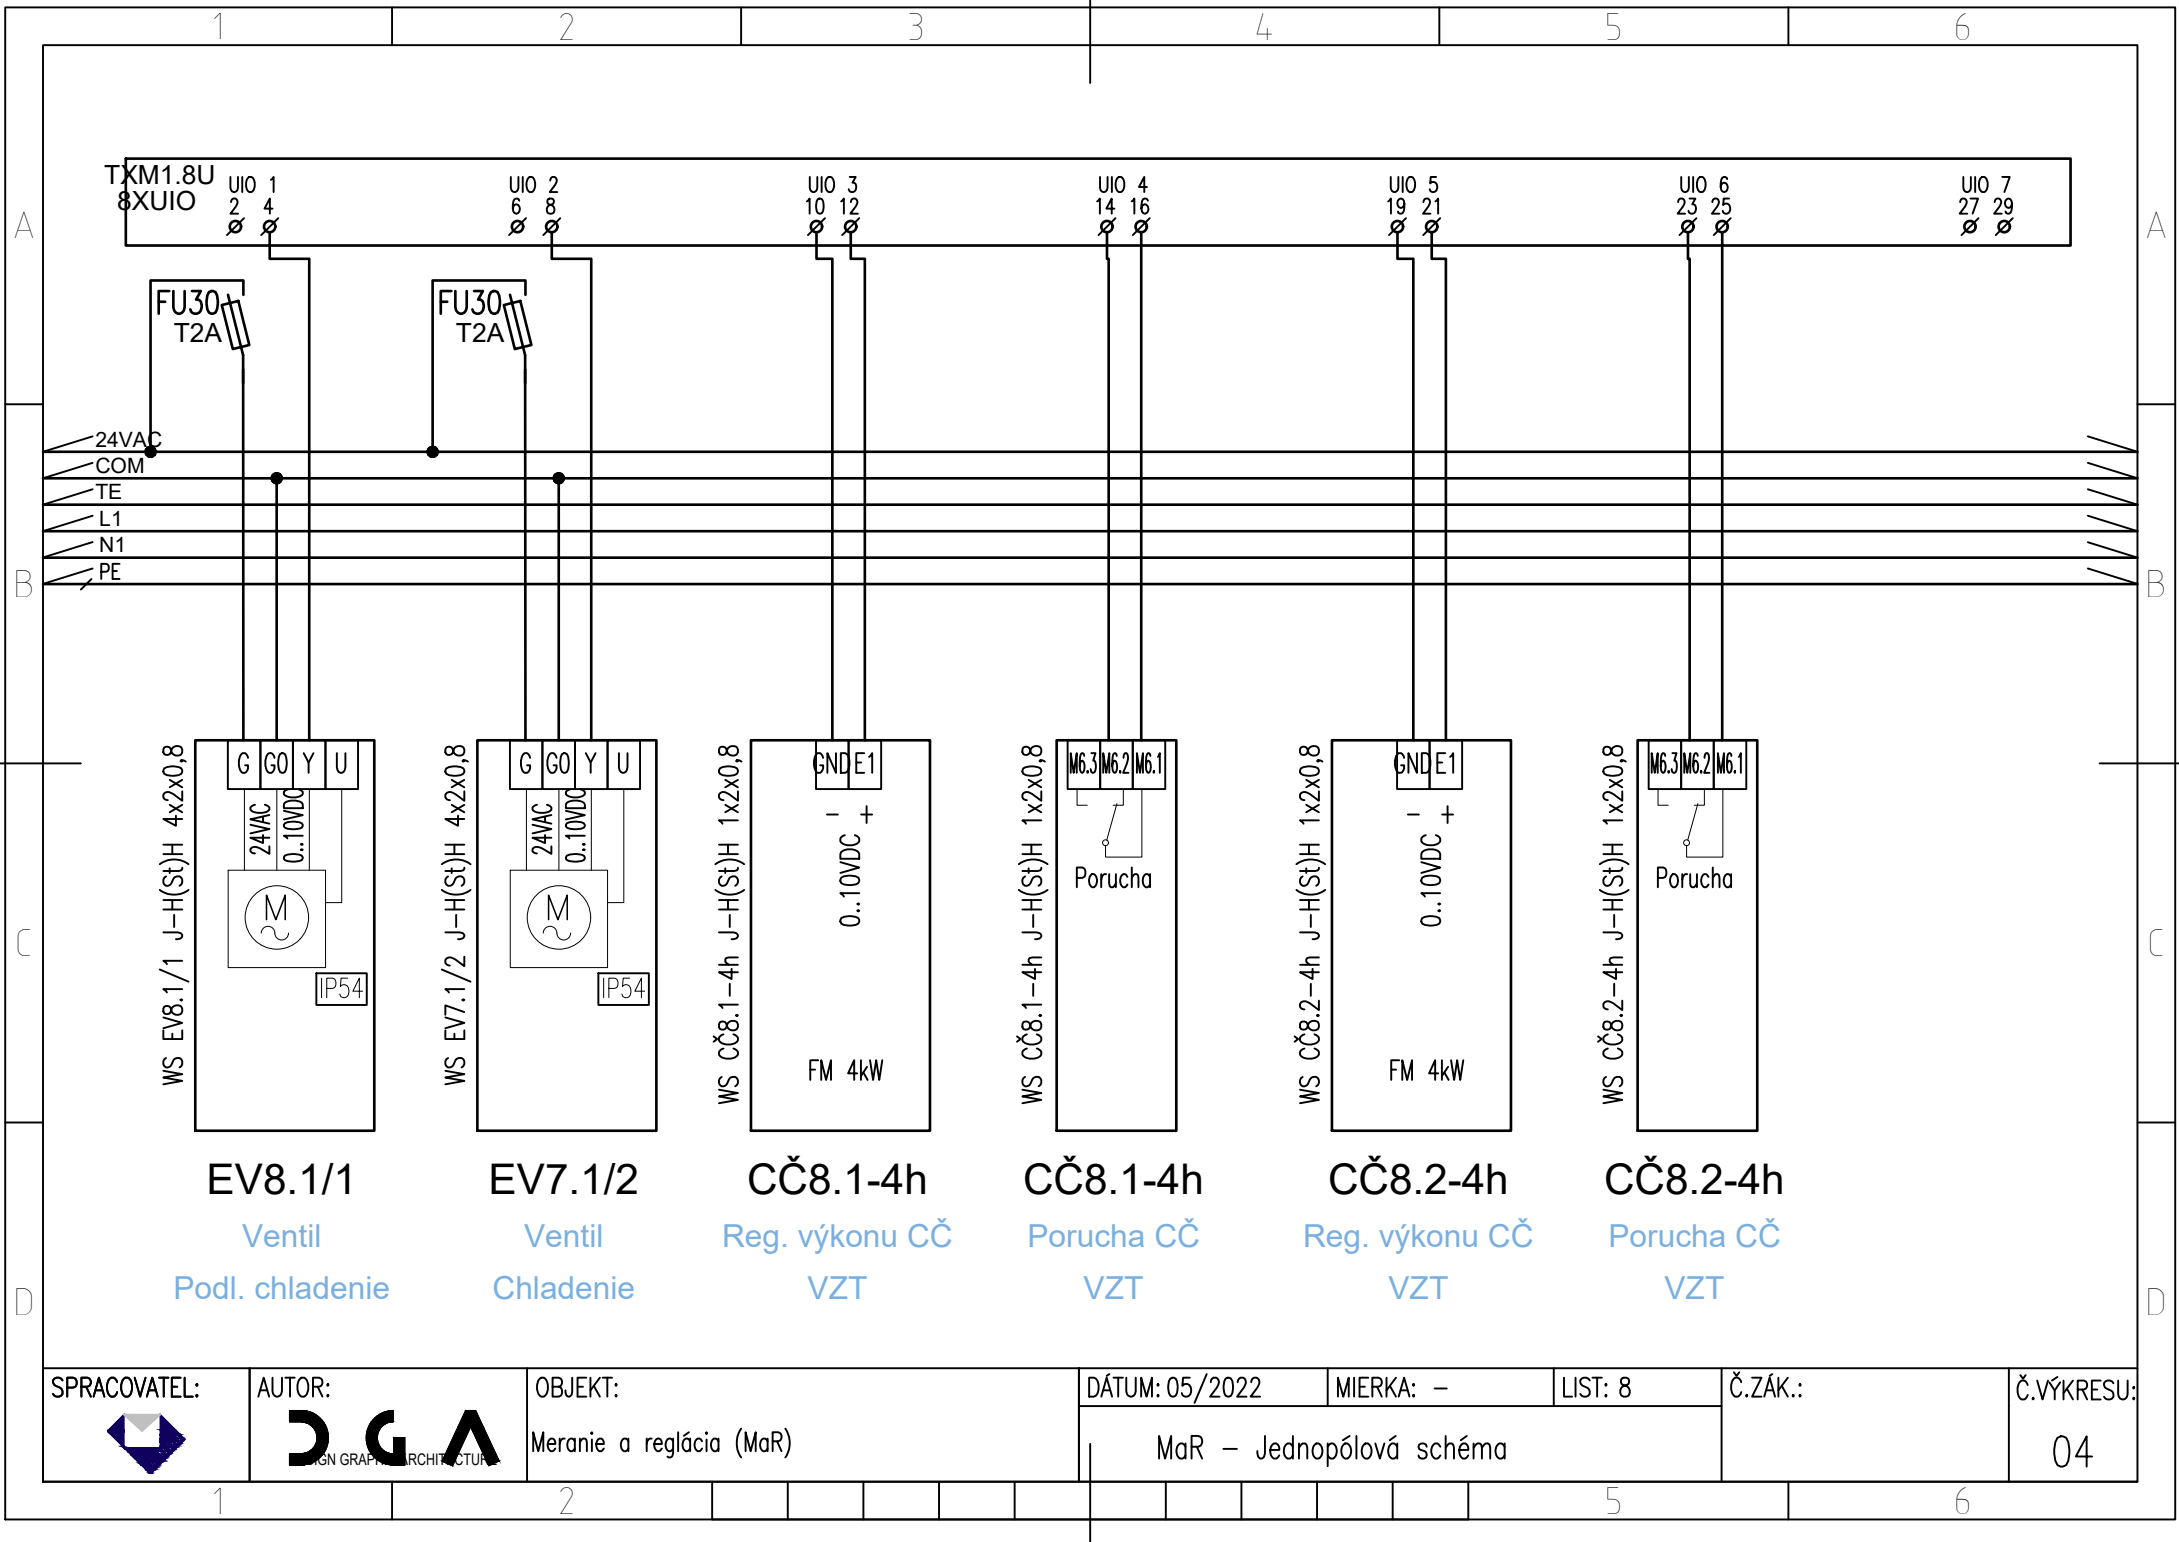 1 2 3 4 5 6
TXM1.8U
8XUIO
UIO 1 UIO 2 UIO 3 UIO 4 UIO 5 UIO 6 UIO 7
2 4 6 8 10 12 14 16 19 21 23 25 27 29
A A
FU30 FU30
T2A T2A
24VAC
COM
TE
L1
N1
PE
B B
WS EV8.1/1 J-H(St)H 4x2x0,8
G G0 Y U
24VAC
0..10VDC
M
IP54
WS EV7.1/2 J-H(St)H 4x2x0,8
G G0 Y U
24VAC
0..10VDC
M
IP54
WS CČ8.1-4h J-H(St)H 1x2x0,8
GND E1
- +
0..10VDC
FM 4kW
WS CČ8.1-4h J-H(St)H 1x2x0,8
M6.3 M6.2 M6.1
Porucha
WS CČ8.2-4h J-H(St)H 1x2x0,8
GND E1
- +
0..10VDC
FM 4kW
WS CČ8.2-4h J-H(St)H 1x2x0,8
M6.3 M6.2 M6.1
Porucha
C C
EV8.1/1 EV7.1/2 CČ8.1-4h CČ8.1-4h CČ8.2-4h CČ8.2-4h
Ventil Ventil Reg. výkonu CČ Porucha CČ Reg. výkonu CČ Porucha CČ
Podl. chladenie Chladenie VZT VZT VZT VZT
D D
SPRACOVATEL: AUTOR: OBJEKT: DÁTUM: 05/2022 MIERKA: - LIST: 8 Č.ZÁK.: Č.VÝKRESU:
DGA
Meranie a reglácia (MaR)
MaR - Jednopólová schéma
04
1 2 5 6